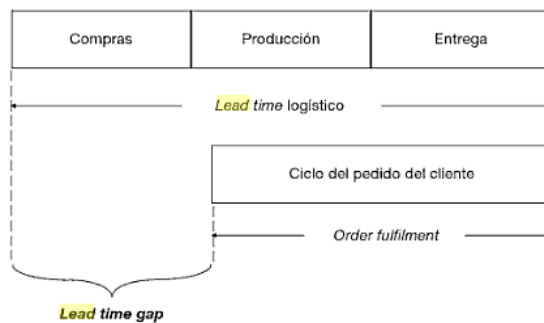 Compras Producción Entrega
Lead time logístico
Ciclo del pedido del cliente
Order fulfilment
Lead time gap